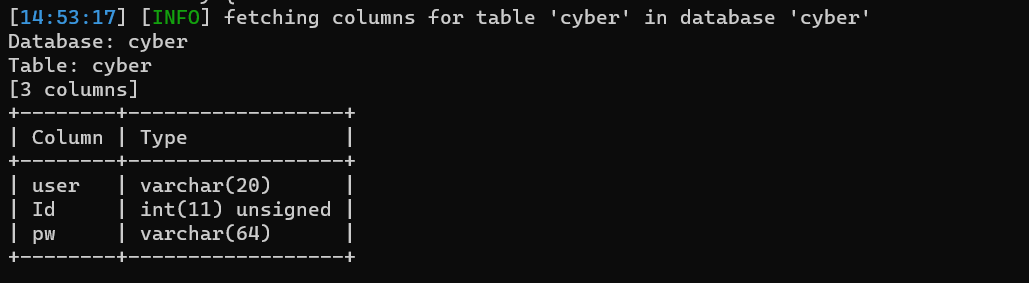 [14:53:17] [INFO] fetching columns for table 'cyber' in database 'cyber'
Database: cyber
Table: cyber
[3 columns]
+--------+------------------+
| Column | Type             |
+--------+------------------+
| user   | varchar(20)      |
| Id     | int(11) unsigned |
| pw     | varchar(64)      |
+--------+------------------+